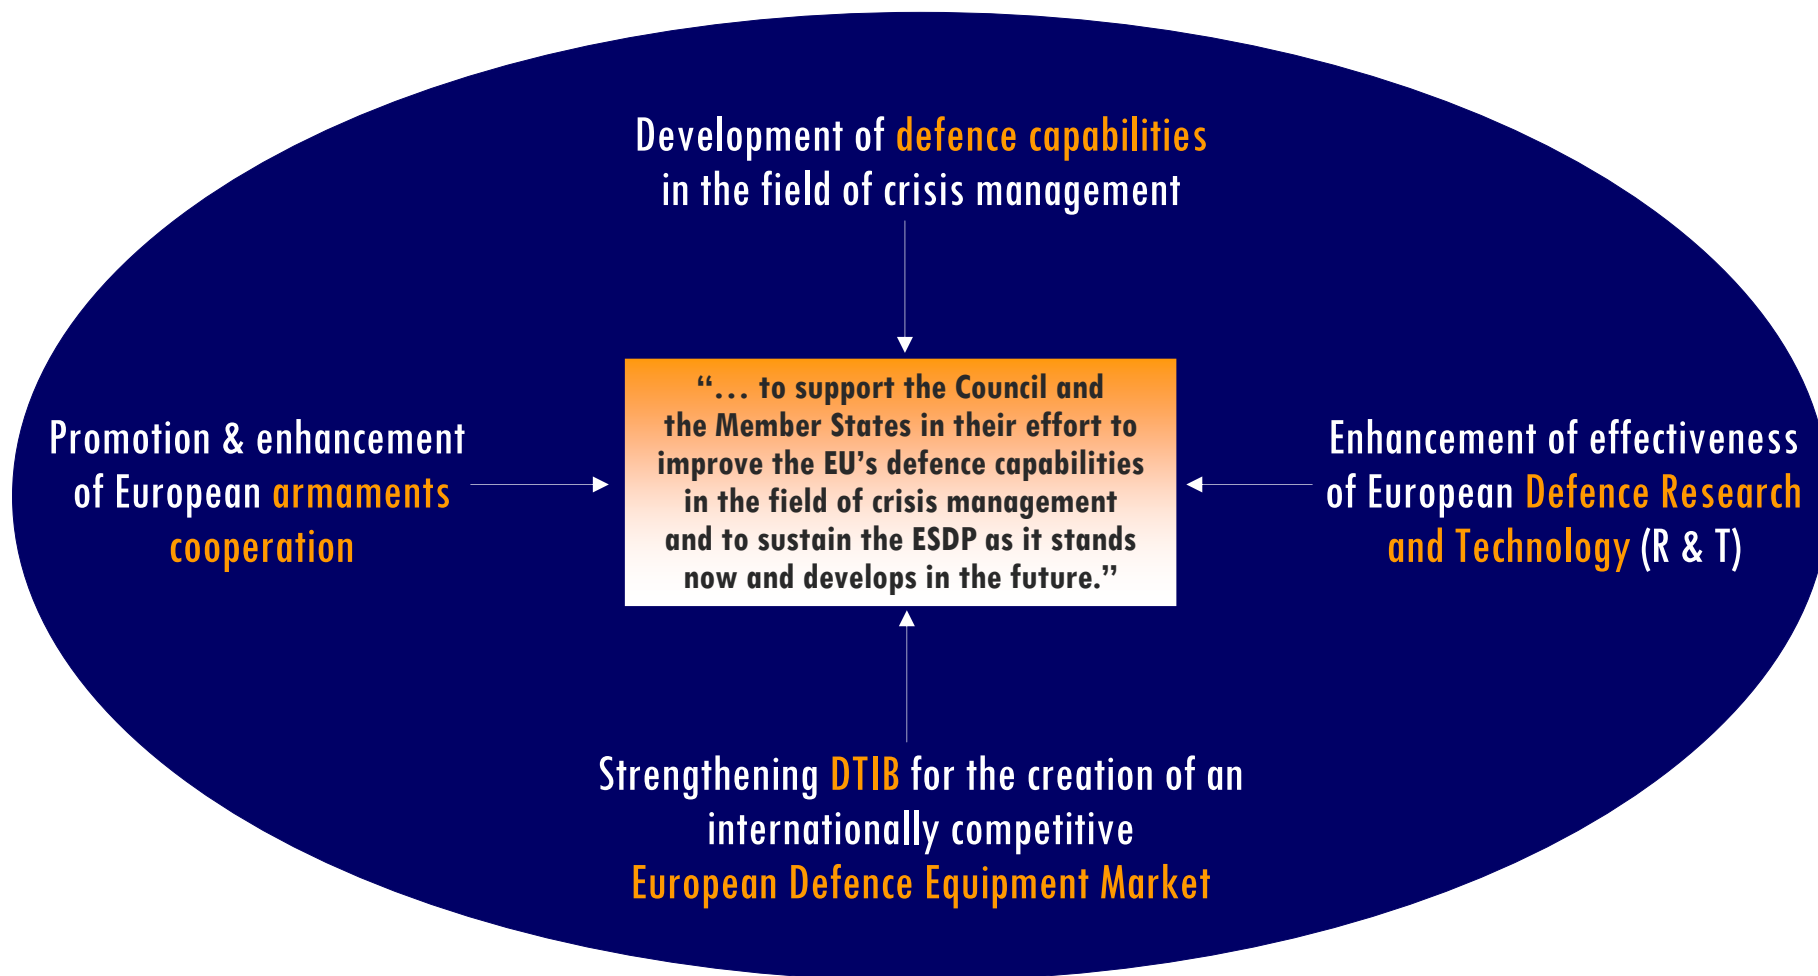 Development of defence capabilities
in the field of crisis management
“… to support the Council and
the Member States in their effort to
improve the EU’s defence capabilities
in the field of crisis management
and to sustain the ESDP as it stands
now and develops in the future.”
Promotion & enhancement
of European armaments
cooperation
Enhancement of effectiveness
of European Defence Research
and Technology (R & T)
Strengthening DTIB for the creation of an
internationally competitive
European Defence Equipment Market